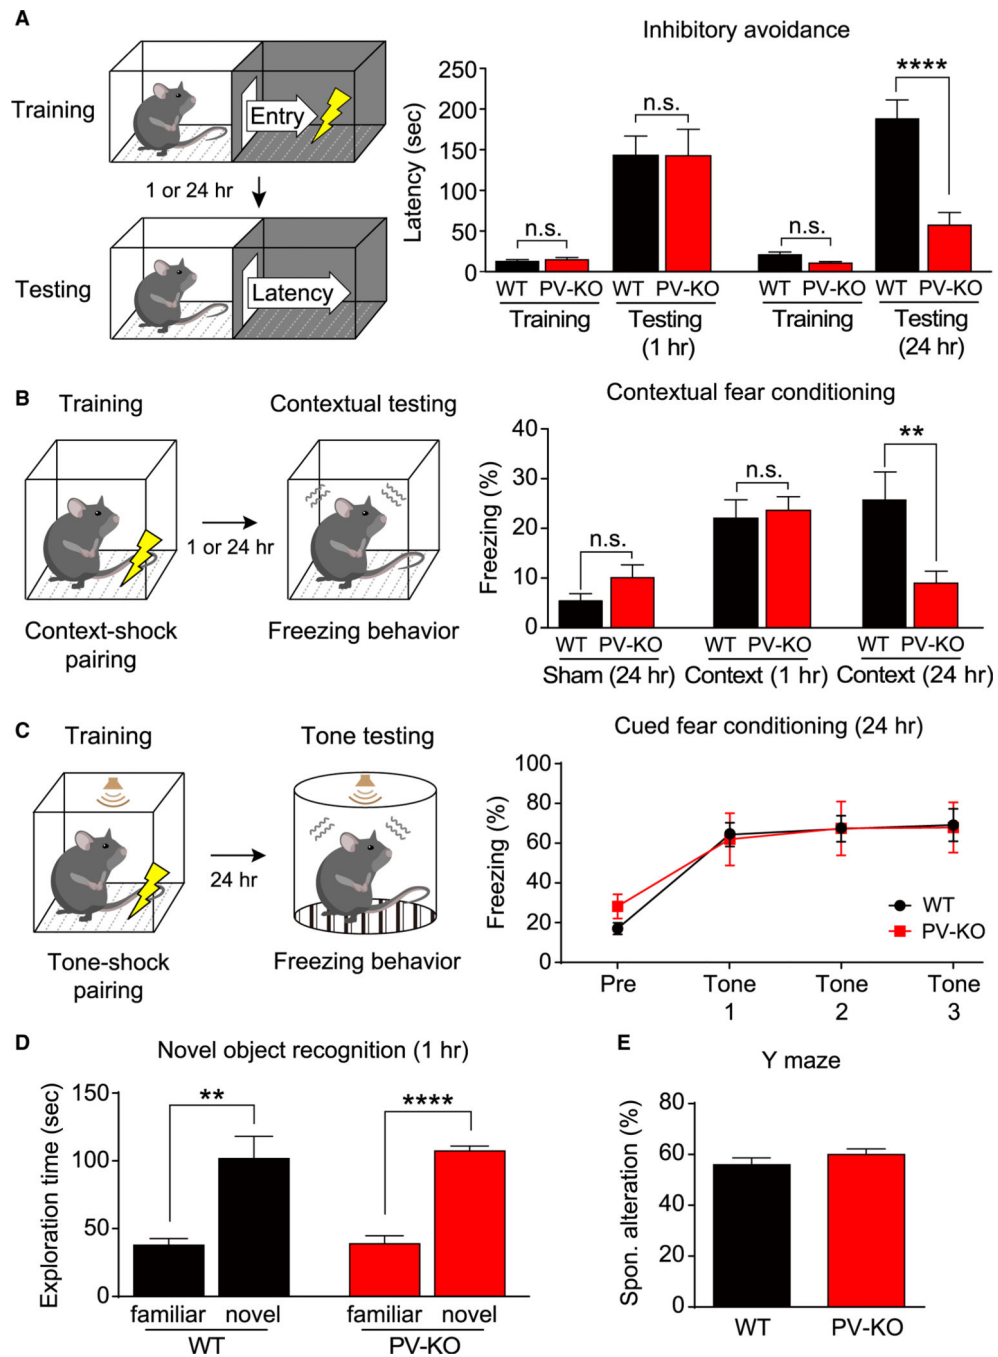 A
Training
Entry
1 or 24 hr
Testing
Latency
Inhibitory avoidance
Latency (sec)
250
200
150
100
50
0
n.s.
n.s.
n.s.
****
WT PV-KO WT PV-KO WT PV-KO WT PV-KO
Training Testing Training Testing
(1 hr) (24 hr)
B
Training
Contextual testing
1 or 24 hr
Context-shock
pairing
Freezing behavior
Contextual fear conditioning
Freezing (%)
40
30
20
10
0
n.s.
n.s.
**
WT PV-KO WT PV-KO WT PV-KO
Sham (24 hr) Context (1 hr) Context (24 hr)
C
Training
Tone testing
24 hr
Tone-shock
pairing
Freezing behavior
Cued fear conditioning (24 hr)
Freezing (%)
100
80
60
40
20
0
WT
PV-KO
Pre Tone Tone Tone
1 2 3
D
Novel object recognition (1 hr)
Exploration time (sec)
150
100
50
0
**
****
familiar novel familiar novel
WT PV-KO
E
Y maze
Spon. alteration (%)
80
60
40
20
0
WT PV-KO